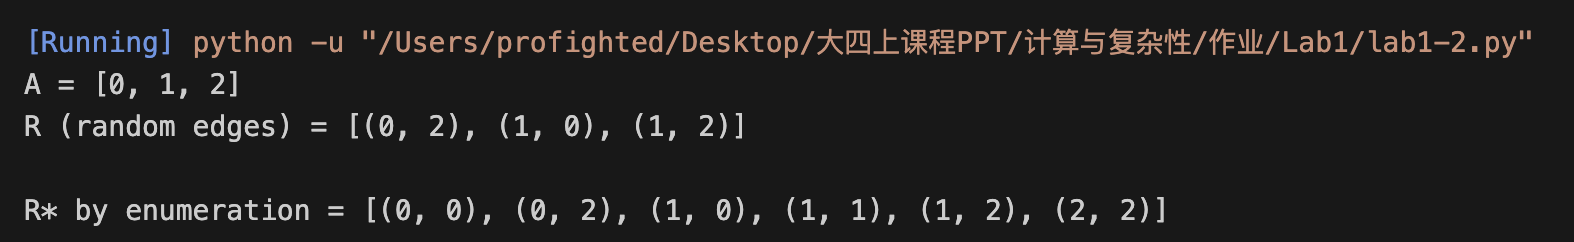 [Running] python -u "/Users/profighted/Desktop/大四上课程PPT/计算与复杂性/作业/Lab1/lab1-2.py"
A = [0, 1, 2]
R (random edges) = [(0, 2), (1, 0), (1, 2)]
R* by enumeration = [(0, 0), (0, 2), (1, 0), (1, 1), (1, 2), (2, 2)]